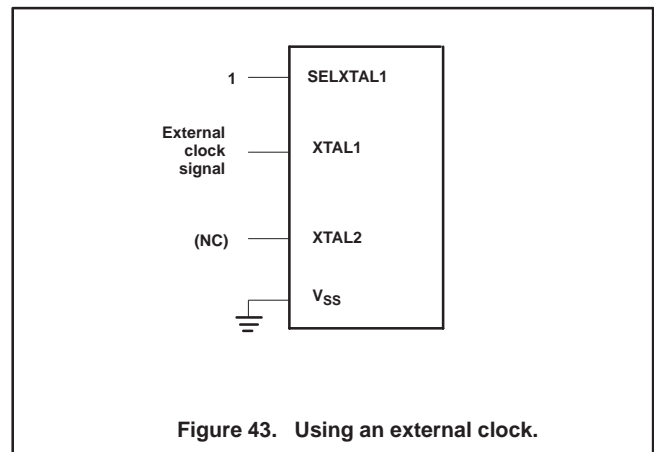 1 SELXTAL1
External
clock
signal
XTAL1
(NC) XTAL2
VSS
Figure 43. Using an external clock.